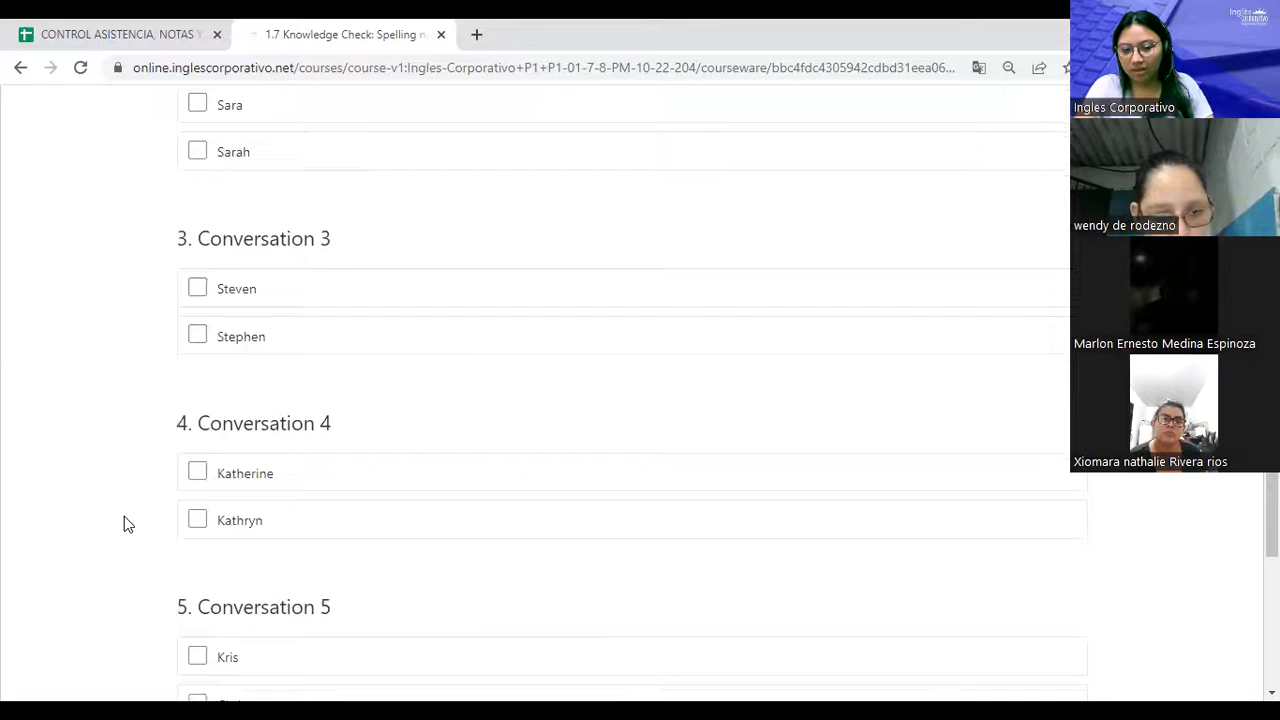 CONTROL ASISTENCIA, NOTAS Y
1.7 Knowledge Check: Spelling n
online.inglescorporativo.net/courses/course-v1:Ingles-Corporativo+P1+P1-01-7-8-PM-10-22-204/courseware/bbc4fdc4305942cdbd31eea06...
Sara
Sarah
3. Conversation 3
Steven
Stephen
4. Conversation 4
Katherine
Kathryn
5. Conversation 5
Kris
Ingles Corporativo
wendy de rodezno
Marlon Ernesto Medina Espinoza
Xiomara nathalie Rivera rios